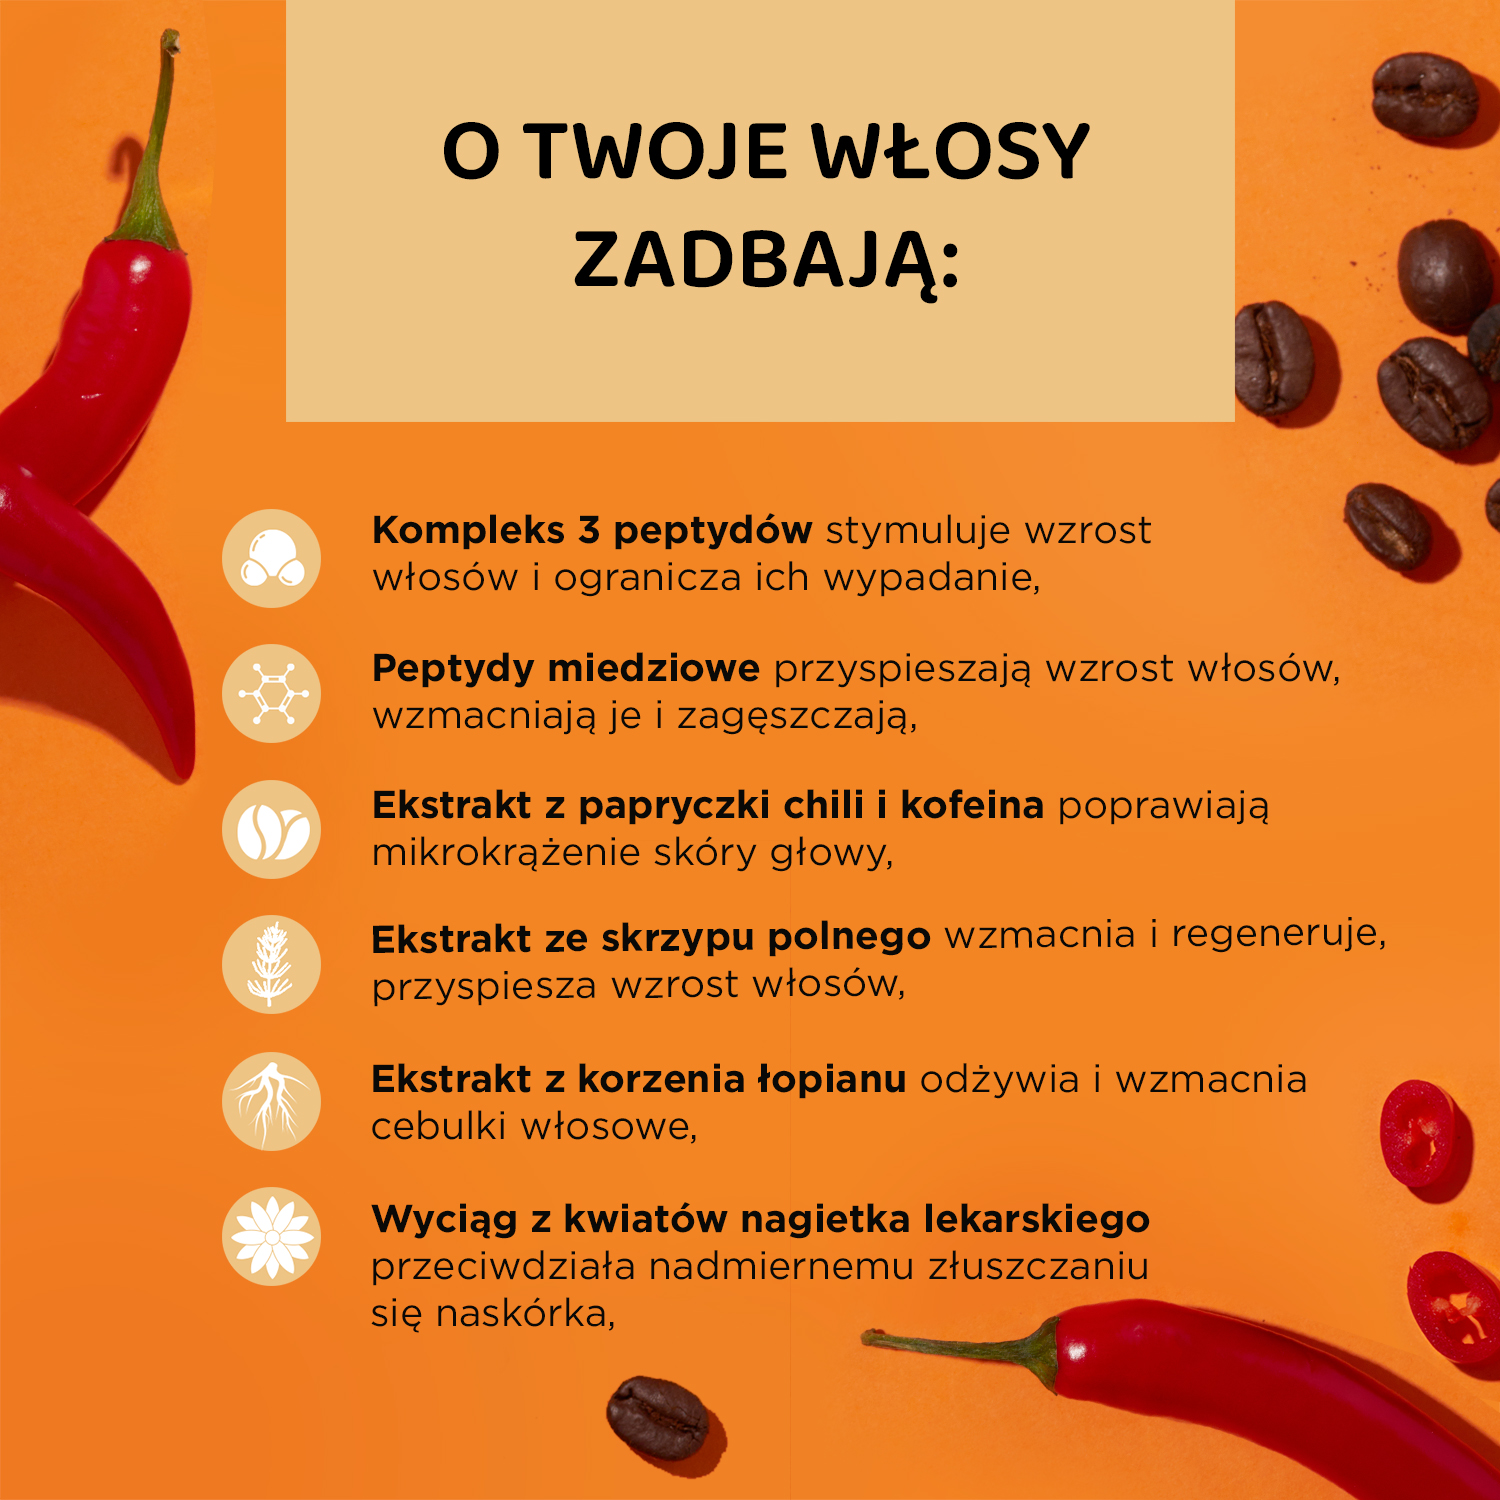 O TWOJE WŁOSY
ZADBAJĄ:
Kompleks 3 peptydów stymuluje wzrost
włosów i ogranicza ich wypadanie,
Peptydy miedziowe przyspieszają wzrost włosów,
wzmacniają je i zagęszczają,
Ekstrakt z papryczki chili i kofeina poprawiają
mikrokrążenie skóry głowy,
Ekstrakt ze skrzypu polnego wzmacnia i regeneruje,
przyspiesza wzrost włosów,
Ekstrakt z korzenia łopianu odżywia i wzmacnia
cebulki włosowe,
Wyciąg z kwiatów nagietka lekarskiego
przeciwdziała nadmiernemu złuszczaniu
się naskórka,